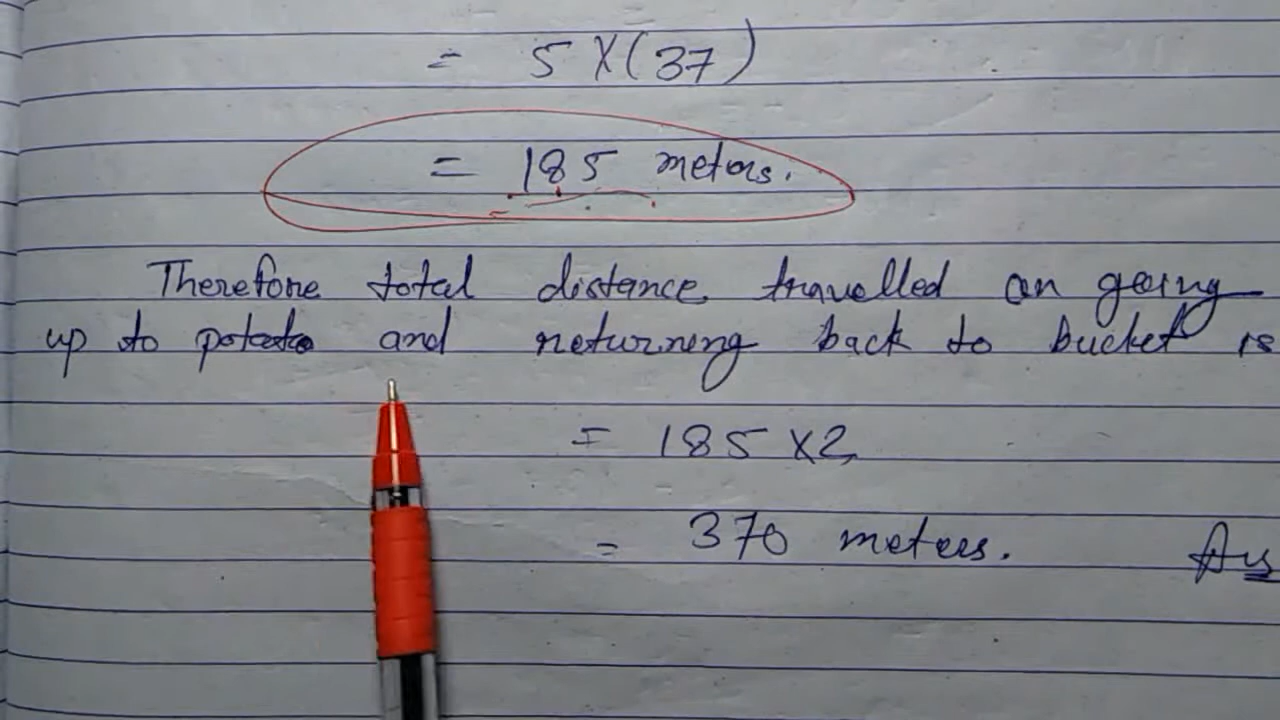 = 5 X (37)
= 185 meters.
Therefore total distance travelled on going
up to potato and returning back to bucket is
= 185 X 2
= 370 meters. Ans